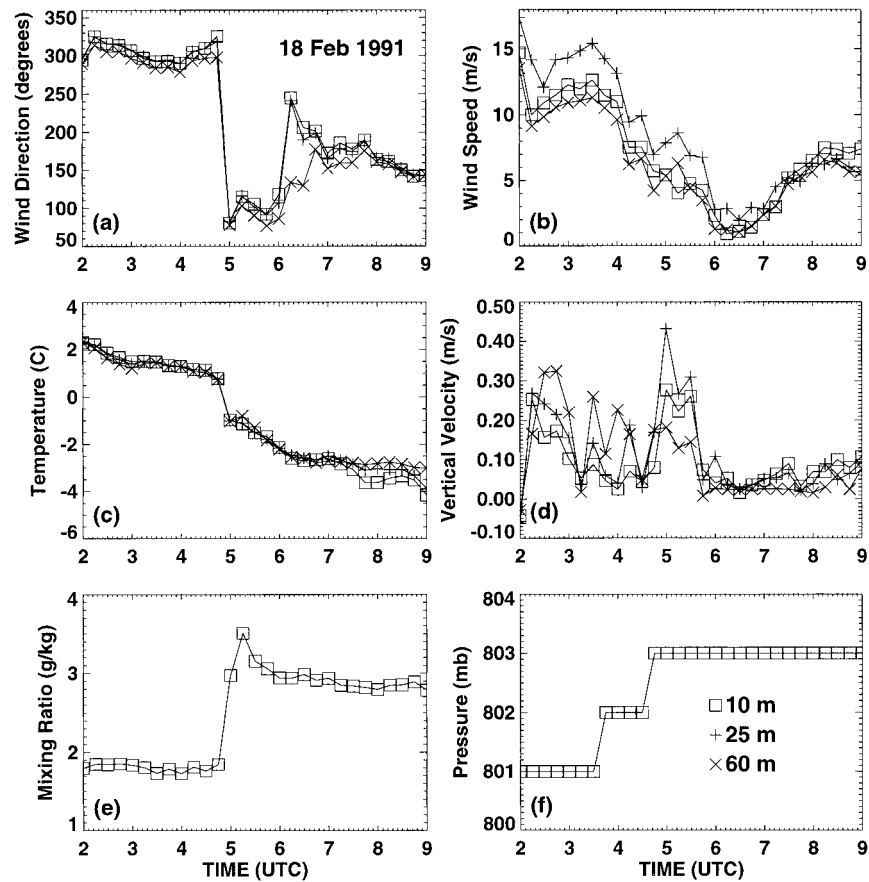 18 Feb 1991
Wind Direction (degrees)
350
300
250
200
150
100
50
(a)
2 3 4 5 6 7 8 9
Wind Speed (m/s)
15
10
5
0
(b)
2 3 4 5 6 7 8 9
Temperature (C)
4
2
0
-2
-4
-6
(c)
2 3 4 5 6 7 8 9
Vertical Velocity (m/s)
0.50
0.40
0.30
0.20
0.10
0.00
-0.10
(d)
2 3 4 5 6 7 8 9
Mixing Ratio (g/kg)
4
3
2
1
(e)
2 3 4 5 6 7 8 9
TIME (UTC)
Pressure (mb)
804
803
802
801
800
(f)
10 m
25 m
60 m
2 3 4 5 6 7 8 9
TIME (UTC)